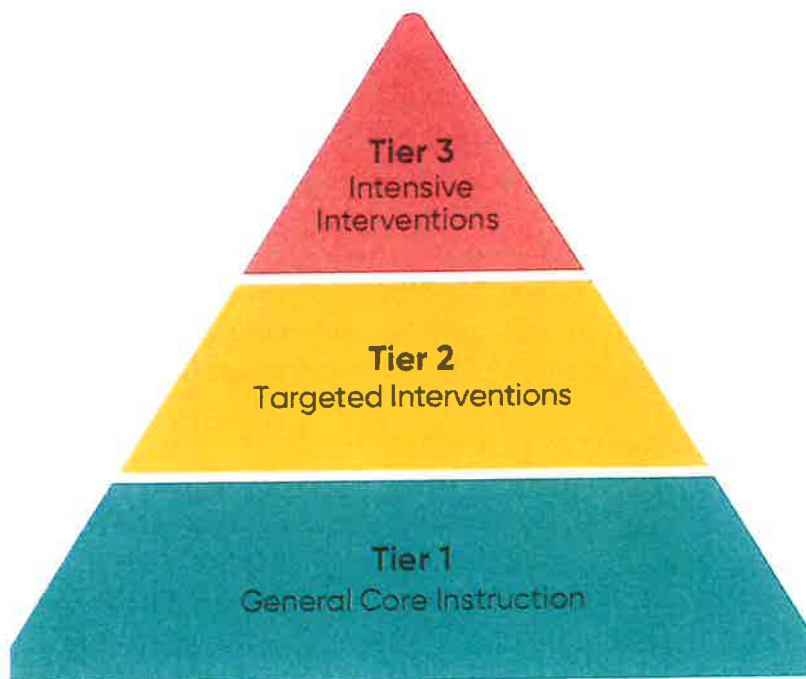 Tier 3
Intensive
Interventions
Tier 2
Targeted Interventions
Tier 1
General Core Instruction